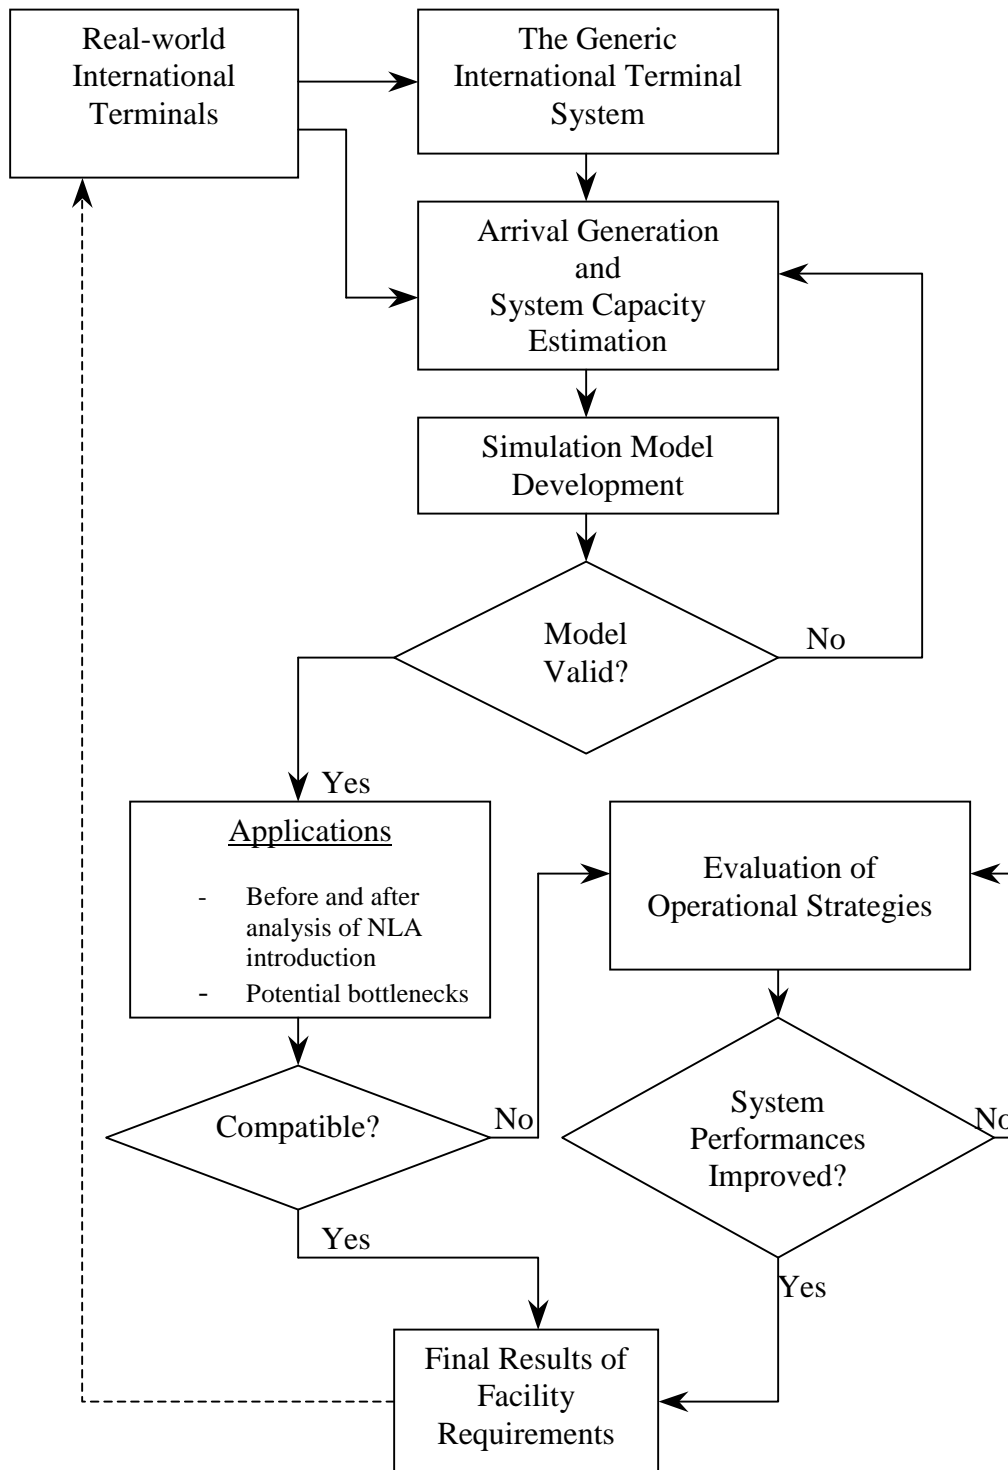 Real-world
International
Terminals
The Generic
International Terminal
System
Arrival Generation
and
System Capacity
Estimation
Simulation Model
Development
Model
Valid?
No
Yes
Applications
- Before and after
analysis of NLA
introduction
- Potential bottlenecks
Evaluation of
Operational Strategies
Compatible?
No
System
Performances
Improved?
No
Yes
Yes
Final Results of
Facility
Requirements